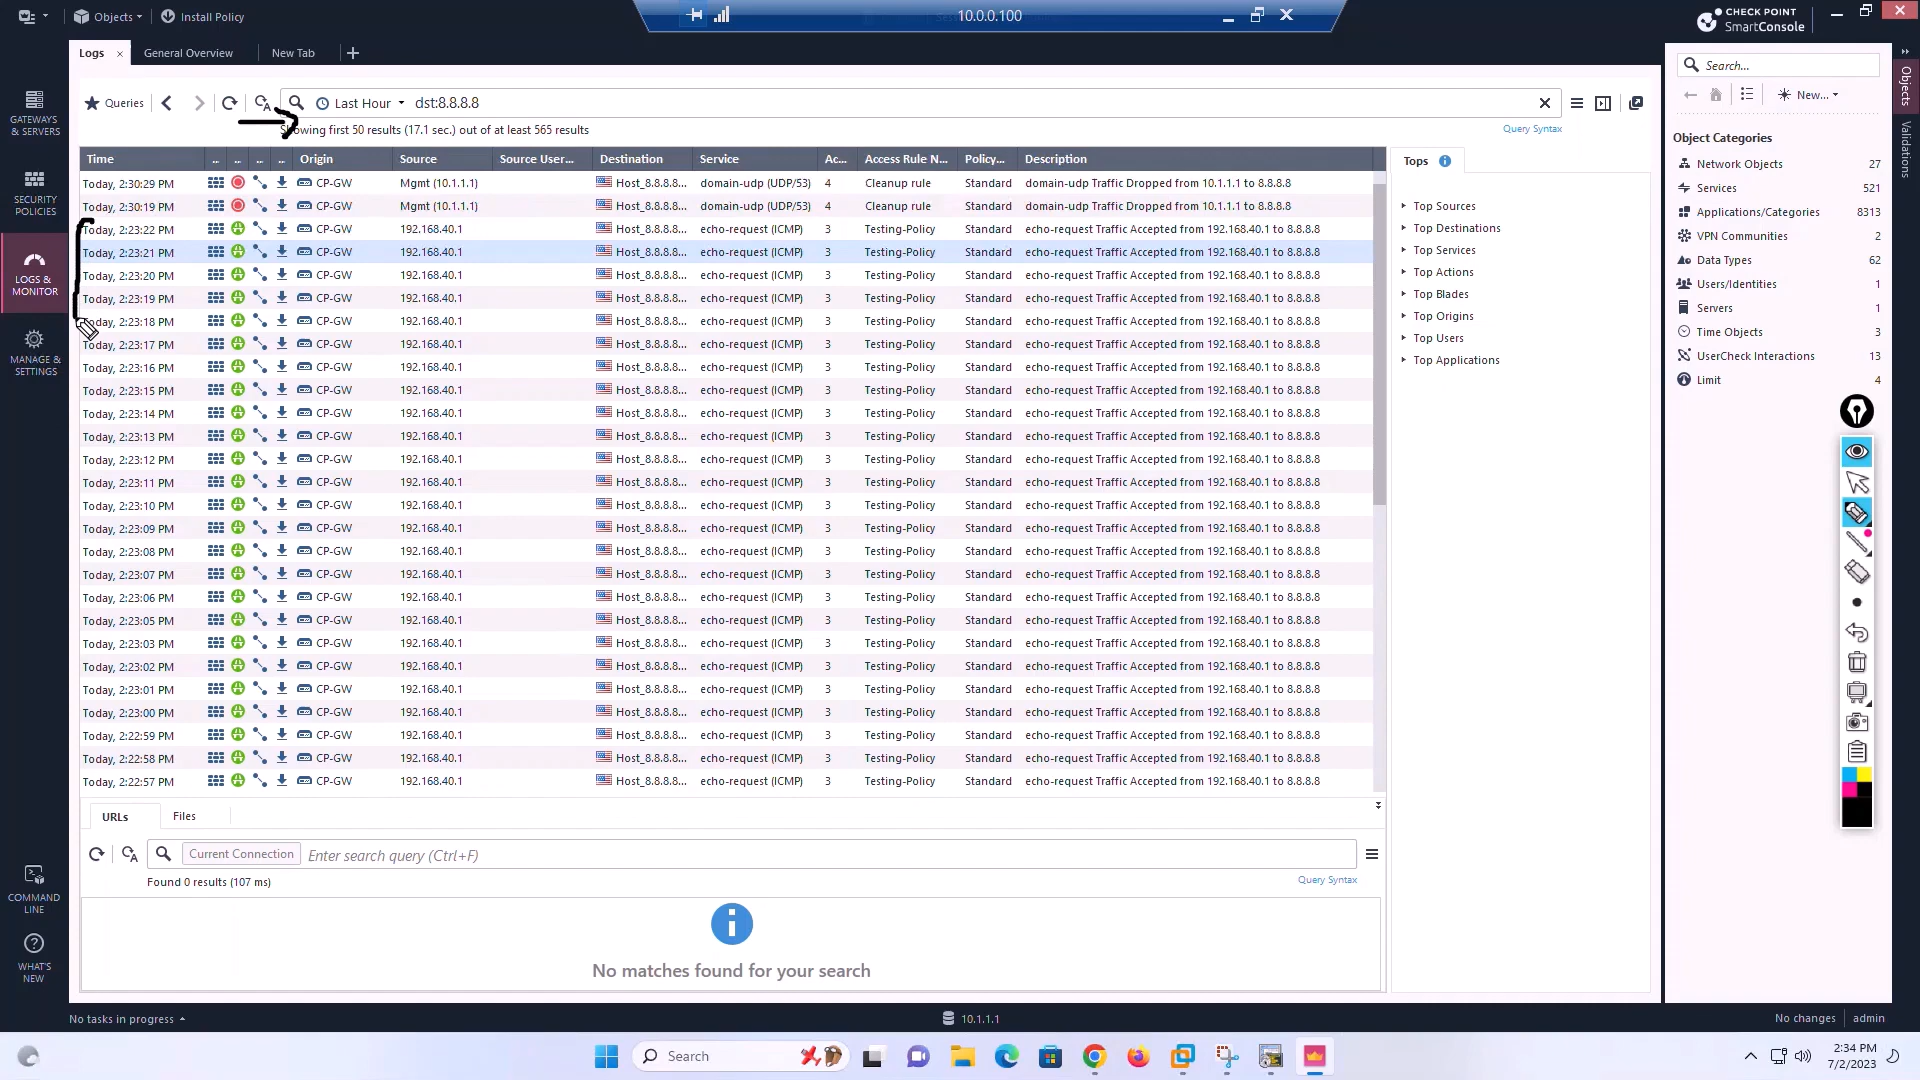 Objects
Install Policy
10.0.0.100
CHECK POINT
SmartConsole
Logs × General Overview New Tab
Queries
Last Hour
dst:8.8.8.8
Showing first 50 results (17.1 sec.) out of at least 565 results
Query Syntax
Time ... ... ... ... Origin Source Source User... Destination Service Ac... Access Rule N... Policy... Description
Today, 2:30:29 PM CP-GW Mgmt (10.1.1.1) Host_8.8.8.8... domain-udp (UDP/53) 4 Cleanup rule Standard domain-udp Traffic Dropped from 10.1.1.1 to 8.8.8.8
Today, 2:30:19 PM CP-GW Mgmt (10.1.1.1) Host_8.8.8.8... domain-udp (UDP/53) 4 Cleanup rule Standard domain-udp Traffic Dropped from 10.1.1.1 to 8.8.8.8
Today, 2:23:22 PM CP-GW 192.168.40.1 Host_8.8.8.8... echo-request (ICMP) 3 Testing-Policy Standard echo-request Traffic Accepted from 192.168.40.1 to 8.8.8.8
Today, 2:23:21 PM CP-GW 192.168.40.1 Host_8.8.8.8... echo-request (ICMP) 3 Testing-Policy Standard echo-request Traffic Accepted from 192.168.40.1 to 8.8.8.8
Today, 2:23:20 PM CP-GW 192.168.40.1 Host_8.8.8.8... echo-request (ICMP) 3 Testing-Policy Standard echo-request Traffic Accepted from 192.168.40.1 to 8.8.8.8
Today, 2:23:19 PM CP-GW 192.168.40.1 Host_8.8.8.8... echo-request (ICMP) 3 Testing-Policy Standard echo-request Traffic Accepted from 192.168.40.1 to 8.8.8.8
Today, 2:23:18 PM CP-GW 192.168.40.1 Host_8.8.8.8... echo-request (ICMP) 3 Testing-Policy Standard echo-request Traffic Accepted from 192.168.40.1 to 8.8.8.8
Today, 2:23:17 PM CP-GW 192.168.40.1 Host_8.8.8.8... echo-request (ICMP) 3 Testing-Policy Standard echo-request Traffic Accepted from 192.168.40.1 to 8.8.8.8
Today, 2:23:16 PM CP-GW 192.168.40.1 Host_8.8.8.8... echo-request (ICMP) 3 Testing-Policy Standard echo-request Traffic Accepted from 192.168.40.1 to 8.8.8.8
Today, 2:23:15 PM CP-GW 192.168.40.1 Host_8.8.8.8... echo-request (ICMP) 3 Testing-Policy Standard echo-request Traffic Accepted from 192.168.40.1 to 8.8.8.8
Today, 2:23:14 PM CP-GW 192.168.40.1 Host_8.8.8.8... echo-request (ICMP) 3 Testing-Policy Standard echo-request Traffic Accepted from 192.168.40.1 to 8.8.8.8
Today, 2:23:13 PM CP-GW 192.168.40.1 Host_8.8.8.8... echo-request (ICMP) 3 Testing-Policy Standard echo-request Traffic Accepted from 192.168.40.1 to 8.8.8.8
Today, 2:23:12 PM CP-GW 192.168.40.1 Host_8.8.8.8... echo-request (ICMP) 3 Testing-Policy Standard echo-request Traffic Accepted from 192.168.40.1 to 8.8.8.8
Today, 2:23:11 PM CP-GW 192.168.40.1 Host_8.8.8.8... echo-request (ICMP) 3 Testing-Policy Standard echo-request Traffic Accepted from 192.168.40.1 to 8.8.8.8
Today, 2:23:10 PM CP-GW 192.168.40.1 Host_8.8.8.8... echo-request (ICMP) 3 Testing-Policy Standard echo-request Traffic Accepted from 192.168.40.1 to 8.8.8.8
Today, 2:23:09 PM CP-GW 192.168.40.1 Host_8.8.8.8... echo-request (ICMP) 3 Testing-Policy Standard echo-request Traffic Accepted from 192.168.40.1 to 8.8.8.8
Today, 2:23:08 PM CP-GW 192.168.40.1 Host_8.8.8.8... echo-request (ICMP) 3 Testing-Policy Standard echo-request Traffic Accepted from 192.168.40.1 to 8.8.8.8
Today, 2:23:07 PM CP-GW 192.168.40.1 Host_8.8.8.8... echo-request (ICMP) 3 Testing-Policy Standard echo-request Traffic Accepted from 192.168.40.1 to 8.8.8.8
Today, 2:23:06 PM CP-GW 192.168.40.1 Host_8.8.8.8... echo-request (ICMP) 3 Testing-Policy Standard echo-request Traffic Accepted from 192.168.40.1 to 8.8.8.8
Today, 2:23:05 PM CP-GW 192.168.40.1 Host_8.8.8.8... echo-request (ICMP) 3 Testing-Policy Standard echo-request Traffic Accepted from 192.168.40.1 to 8.8.8.8
Today, 2:23:03 PM CP-GW 192.168.40.1 Host_8.8.8.8... echo-request (ICMP) 3 Testing-Policy Standard echo-request Traffic Accepted from 192.168.40.1 to 8.8.8.8
Today, 2:23:02 PM CP-GW 192.168.40.1 Host_8.8.8.8... echo-request (ICMP) 3 Testing-Policy Standard echo-request Traffic Accepted from 192.168.40.1 to 8.8.8.8
Today, 2:23:01 PM CP-GW 192.168.40.1 Host_8.8.8.8... echo-request (ICMP) 3 Testing-Policy Standard echo-request Traffic Accepted from 192.168.40.1 to 8.8.8.8
Today, 2:23:00 PM CP-GW 192.168.40.1 Host_8.8.8.8... echo-request (ICMP) 3 Testing-Policy Standard echo-request Traffic Accepted from 192.168.40.1 to 8.8.8.8
Today, 2:22:59 PM CP-GW 192.168.40.1 Host_8.8.8.8... echo-request (ICMP) 3 Testing-Policy Standard echo-request Traffic Accepted from 192.168.40.1 to 8.8.8.8
Today, 2:22:58 PM CP-GW 192.168.40.1 Host_8.8.8.8... echo-request (ICMP) 3 Testing-Policy Standard echo-request Traffic Accepted from 192.168.40.1 to 8.8.8.8
Today, 2:22:57 PM CP-GW 192.168.40.1 Host_8.8.8.8... echo-request (ICMP) 3 Testing-Policy Standard echo-request Traffic Accepted from 192.168.40.1 to 8.8.8.8
URLs Files
Current Connection Enter search query (Ctrl+F)
Found 0 results (107 ms)
Query Syntax
No matches found for your search
Tops
Top Sources
Top Destinations
Top Services
Top Actions
Top Blades
Top Origins
Top Users
Top Applications
Search...
New...
Object Categories
Network Objects 27
Services 521
Applications/Categories 8313
VPN Communities 2
Data Types 62
Users/Identities 1
Servers 1
Time Objects 3
UserCheck Interactions 13
Limit 4
Objects
Validations
GATEWAYS
& SERVERS
SECURITY
POLICIES
LOGS &
MONITOR
MANAGE &
SETTINGS
COMMAND
LINE
WHAT'S
NEW
No tasks in progress
10.1.1.1
No changes
admin
Search
2:34 PM
7/2/2023